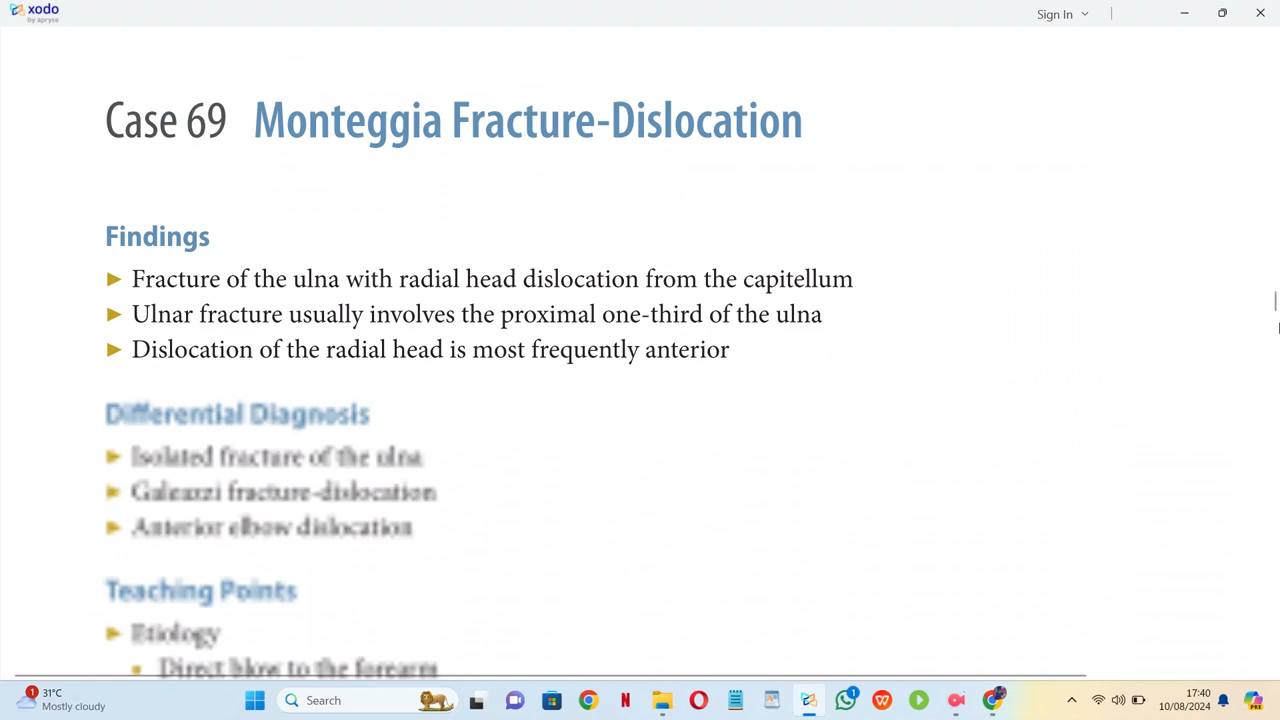 xodo
by apryse
Sign In
Case 69 Monteggia Fracture-Dislocation
Findings
► Fracture of the ulna with radial head dislocation from the capitellum
► Ulnar fracture usually involves the proximal one-third of the ulna
► Dislocation of the radial head is most frequently anterior
Differential Diagnosis
► Isolated fracture of the ulna
► Galeazzi fracture-dislocation
► Anterior elbow dislocation
Teaching Points
► Etiology
▪ Direct blow to the forearm
1
31°C
Mostly cloudy
Search
N
1
W
17:40
10/08/2024
PRE